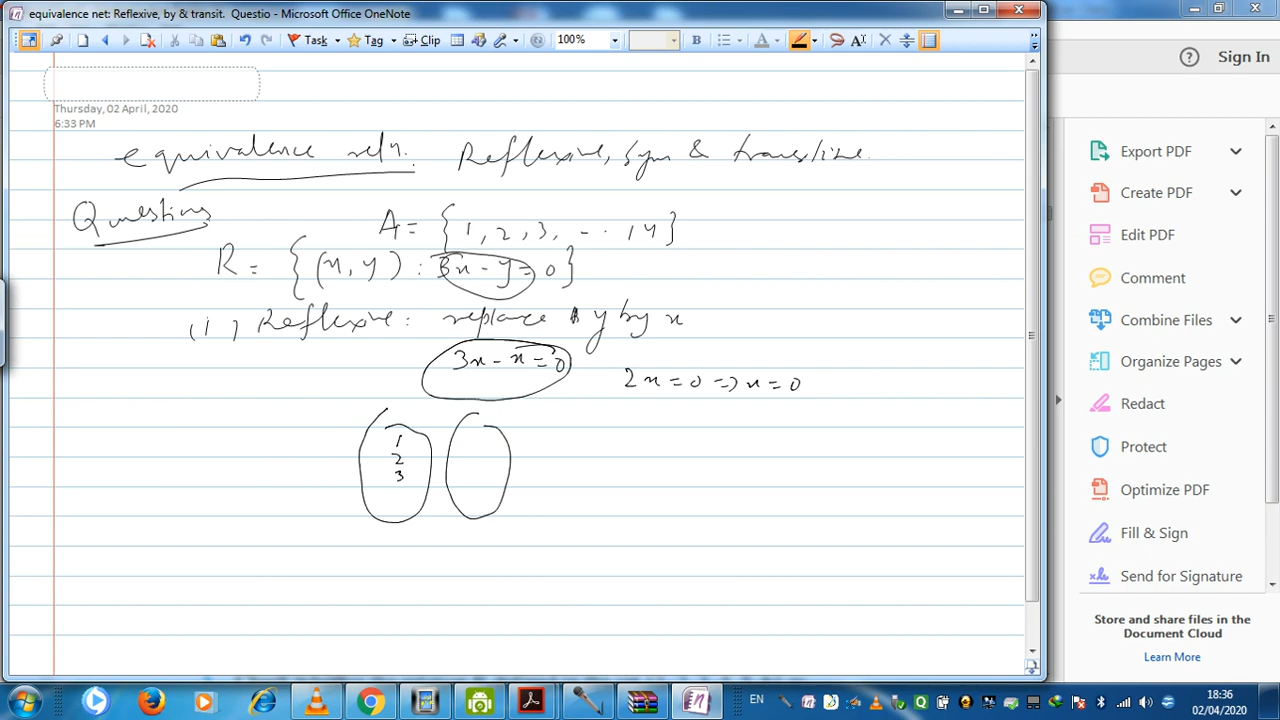 equivalence net: Reflexive, by & transit. Questio - Microsoft Office OneNote
Task
Tag
Clip
100%
B
A
Sign In
Thursday, 02 April, 2020
6:33 PM
equivalence reln. Reflexive, Sym & transitive.
Questions
A = { 1, 2, 3, - - - 14}
R = { (x, y) : 3x - y = 0 }
(i) Reflexive: replace y by x
3x - x = 0
2x = 0 => x = 0
1
2
3
Export PDF
Create PDF
Edit PDF
Comment
Combine Files
Organize Pages
Redact
Protect
Optimize PDF
Fill & Sign
Send for Signature
Store and share files in the
Document Cloud
Learn More
EN
18:36
02/04/2020